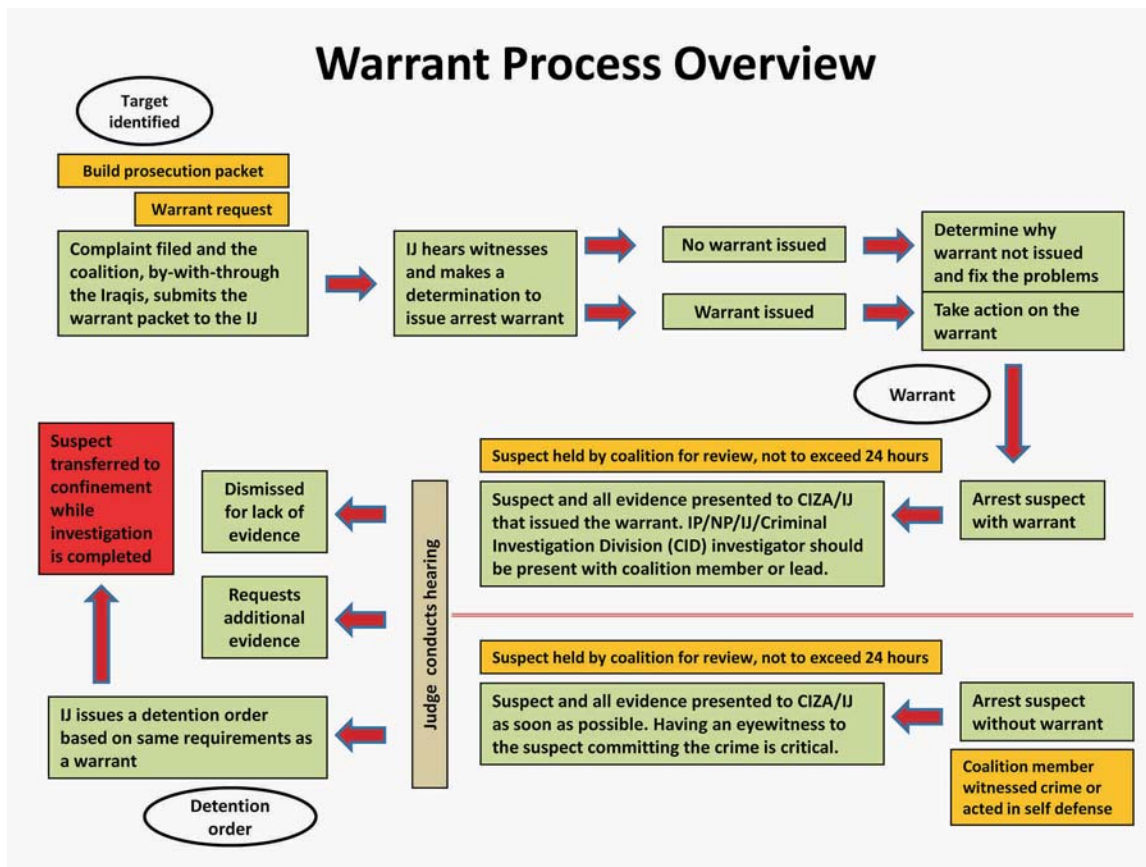 Warrant Process Overview
Target
identified
Build prosecution packet
Warrant request
Complaint filed and the
coalition, by-with-through
the Iraqis, submits the
warrant packet to the IJ
IJ hears witnesses
and makes a
determination to
issue arrest warrant
No warrant issued
Warrant issued
Determine why
warrant not issued
and fix the problems
Take action on the
warrant
Warrant
Arrest suspect
with warrant
Suspect held by coalition for review, not to exceed 24 hours
Suspect and all evidence presented to CIZA/IJ
that issued the warrant. IP/NP/IJ/Criminal
Investigation Division (CID) investigator should
be present with coalition member or lead.
Suspect held by coalition for review, not to exceed 24 hours
Suspect and all evidence presented to CIZA/IJ
as soon as possible. Having an eyewitness to
the suspect committing the crime is critical.
Arrest suspect
without warrant
Coalition member
witnessed crime or
acted in self defense
Judge conducts hearing
Dismissed
for lack of
evidence
Requests
additional
evidence
IJ issues a detention order
based on same requirements as
a warrant
Detention
order
Suspect
transferred to
confinement
while
investigation
is completed